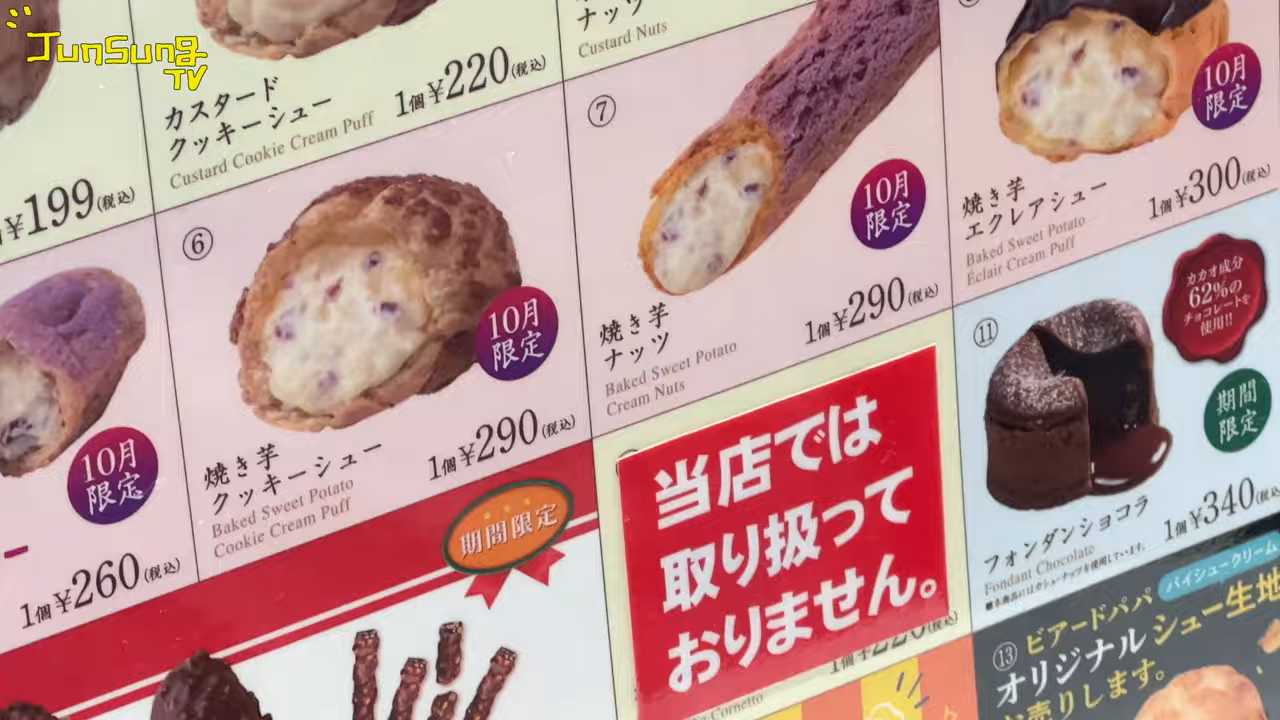 JunSung
TV
カスタード
クッキーシュー
Custard Cookie Cream Puff
1個¥220(税込)
ナッツ
Custard Nuts
¥199(税込)
⑥
10月
限定
焼き芋
クッキーシュー
Baked Sweet Potato
Cookie Cream Puff
1個¥290(税込)
⑦
10月
限定
焼き芋
ナッツ
Baked Sweet Potato
Cream Nuts
1個¥290(税込)
10月
限定
焼き芋
エクレアシュー
Baked Sweet Potato
Éclair Cream Puff
1個¥300(税込)
10月
限定
1個¥260(税込)
期間限定
当店では
取り扱って
おりません。
(税込)
Cornetto
⑪
カカオ成分
62%の
チョコレートを
使用!!
期間
限定
フォンダンショコラ
Fondant Chocolate
1個¥340(税込
パイシュークリーム
⑬
ビアードパパ
オリジナルシュー生地
お売りします。